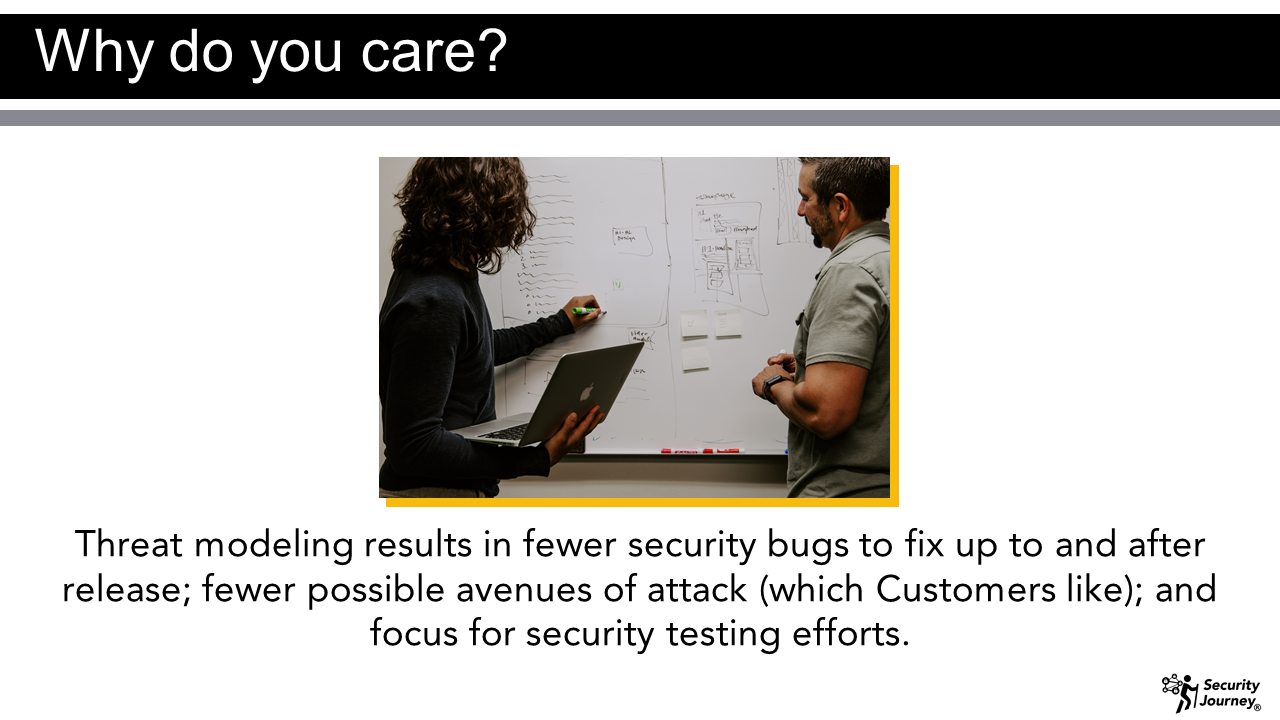 Why do you care?
Threat modeling results in fewer security bugs to fix up to and after
release; fewer possible avenues of attack (which Customers like); and
focus for security testing efforts.
Security
Journey®